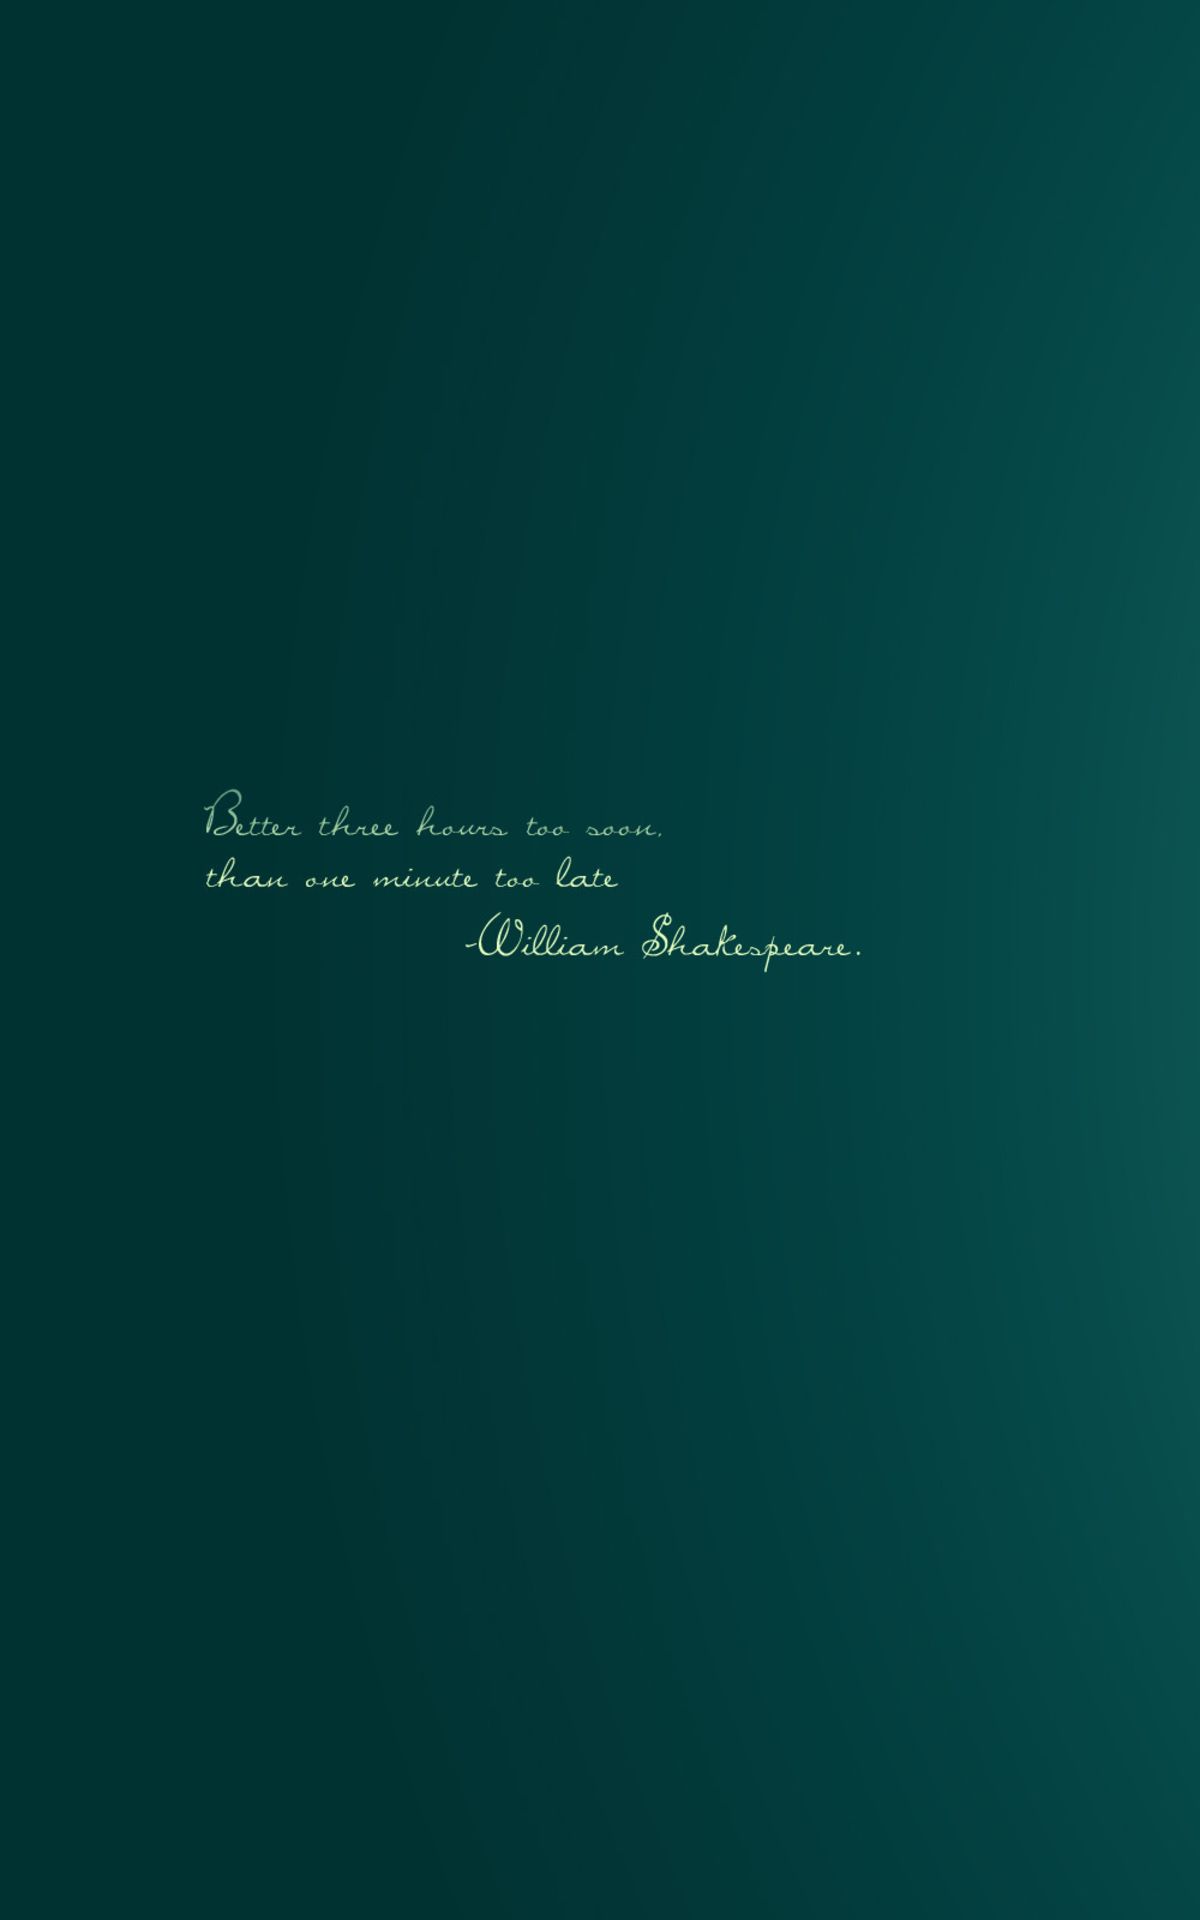 Better three hours too soon,
than one minute too late
-William Shakespeare.